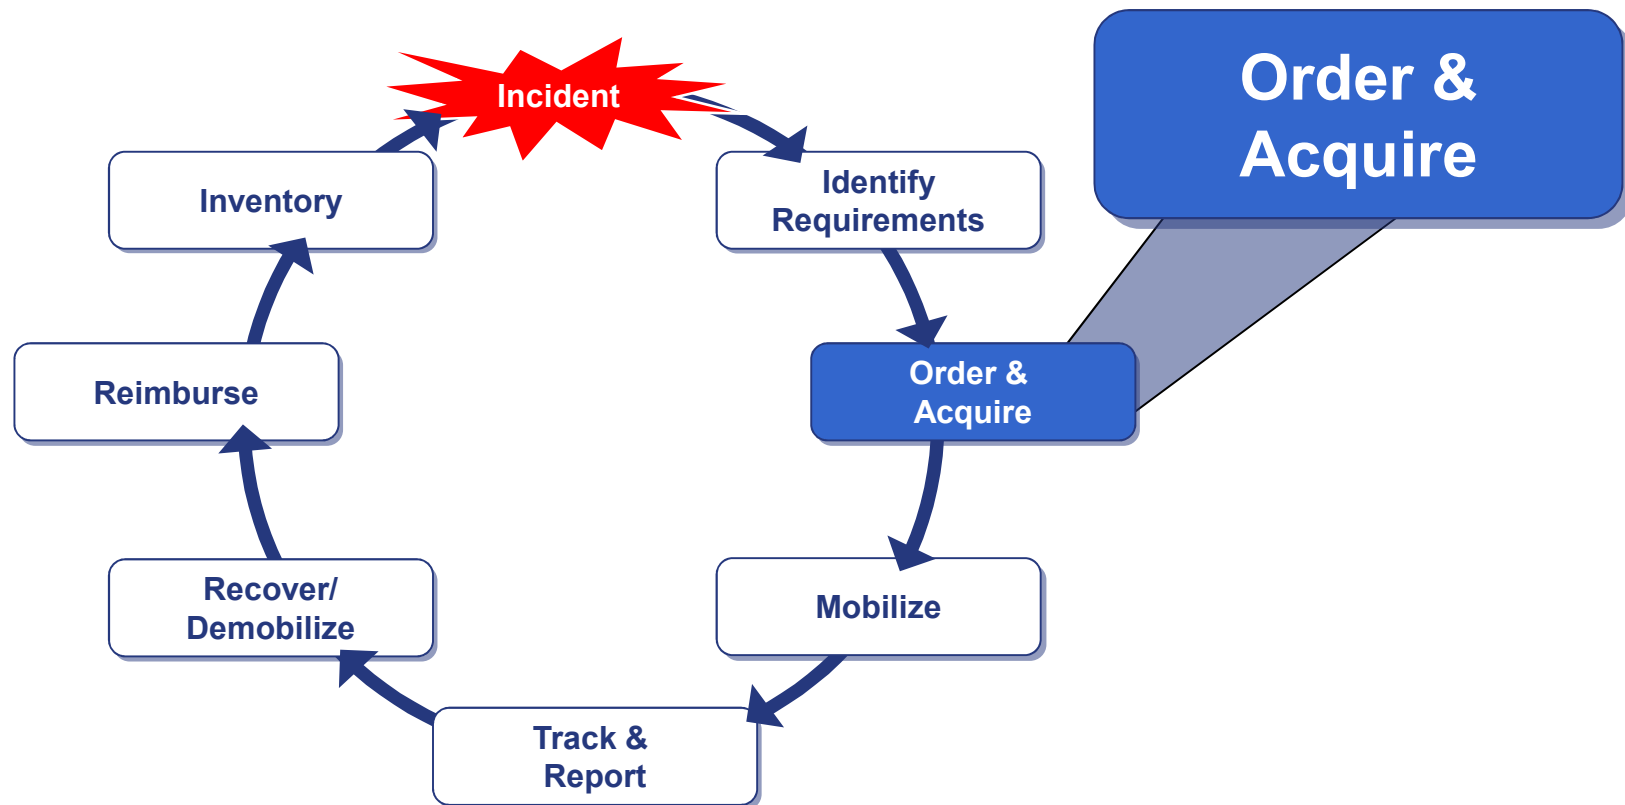 Incident
Order &
Acquire
Inventory
Identify
Requirements
Reimburse
Order &
Acquire
Recover/
Demobilize
Mobilize
Track &
Report